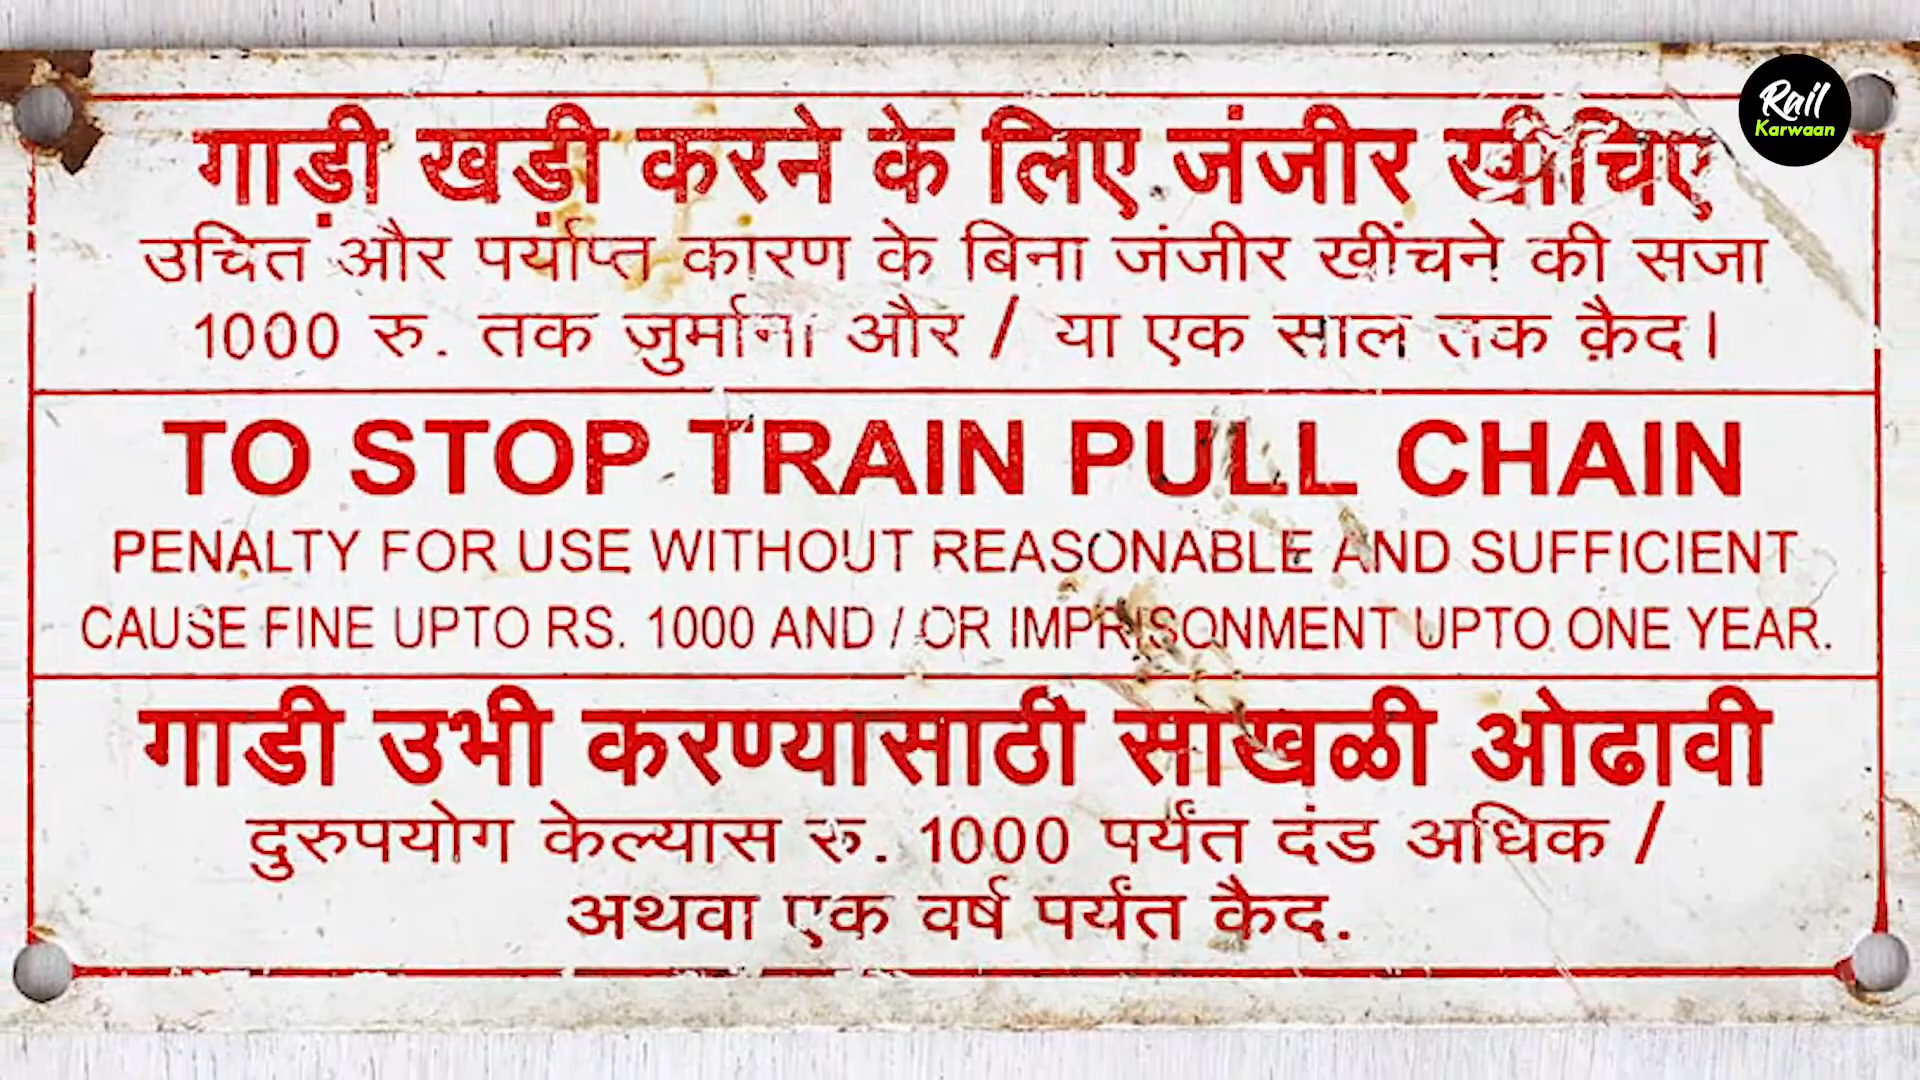 Rail
Karwaan
गाड़ी खड़ी करने के लिए जंजीर खींचिए
उचित और पर्याप्त कारण के बिना जंजीर खींचने की सजा
1000 रु. तक जुर्माना और / या एक साल तक क़ैद।
TO STOP TRAIN PULL CHAIN
PENALTY FOR USE WITHOUT REASONABLE AND SUFFICIENT
CAUSE FINE UPTO RS. 1000 AND / OR IMPRISONMENT UPTO ONE YEAR.
गाडी उभी करण्यासाठी साखळी ओढावी
दुरुपयोग केल्यास रु. 1000 पर्यंत दंड अधिक /
अथवा एक वर्ष पर्यंत कैद.